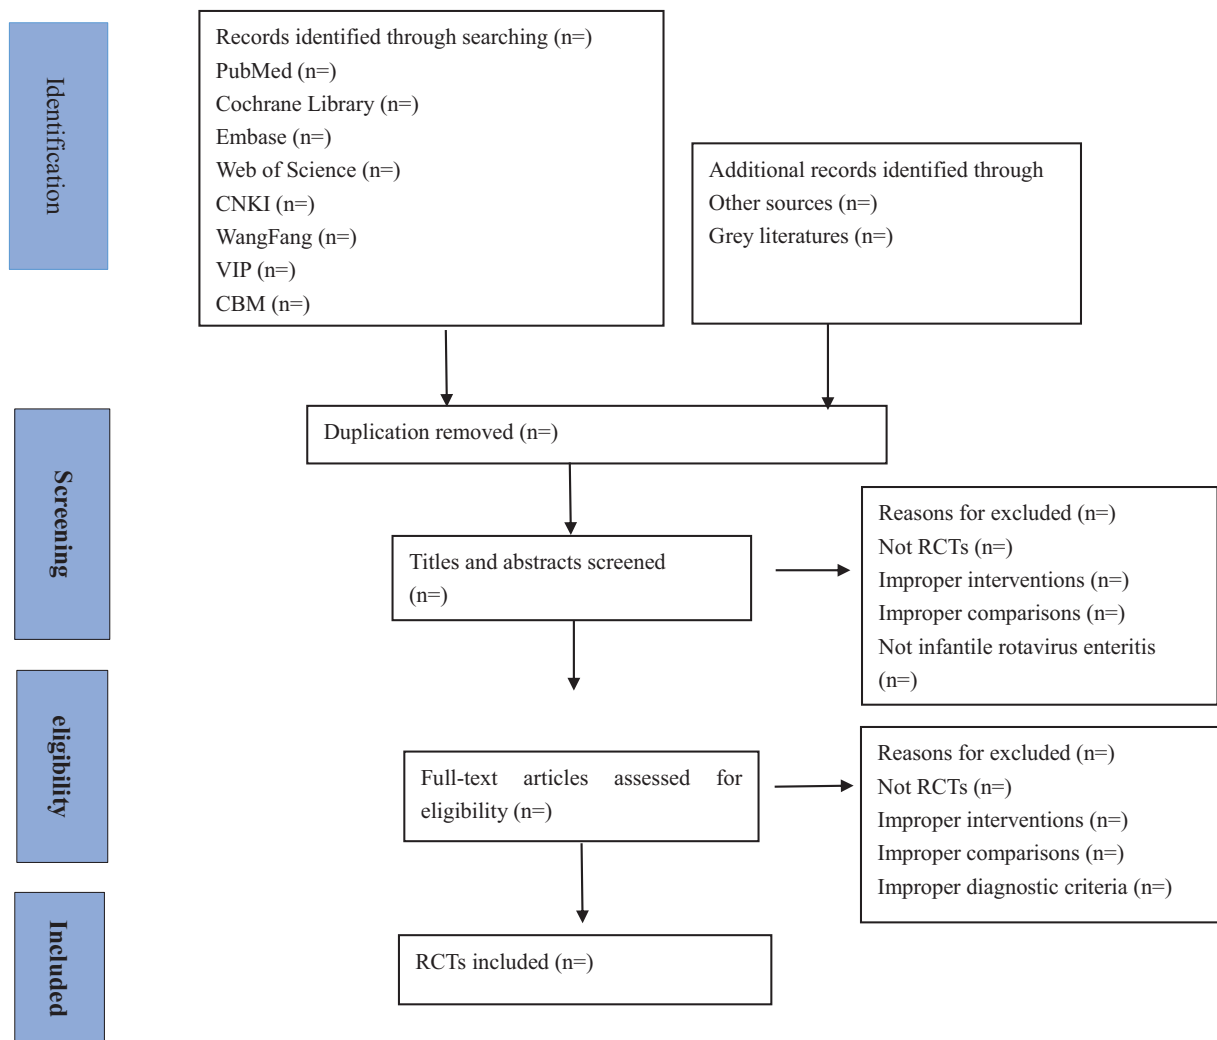 Identification
Records identified through searching (n=)
PubMed (n=)
Cochrane Library (n=)
Embase (n=)
Web of Science (n=)
CNKI (n=)
WangFang (n=)
VIP (n=)
CBM (n=)
Additional records identified through
Other sources (n=)
Grey literatures (n=)
Screening
Duplication removed (n=)
Titles and abstracts screened
(n=)
Reasons for excluded (n=)
Not RCTs (n=)
Improper interventions (n=)
Improper comparisons (n=)
Not infantile rotavirus enteritis
(n=)
eligibility
Full-text articles assessed for
eligibility (n=)
Reasons for excluded (n=)
Not RCTs (n=)
Improper interventions (n=)
Improper comparisons (n=)
Improper diagnostic criteria (n=)
Included
RCTs included (n=)